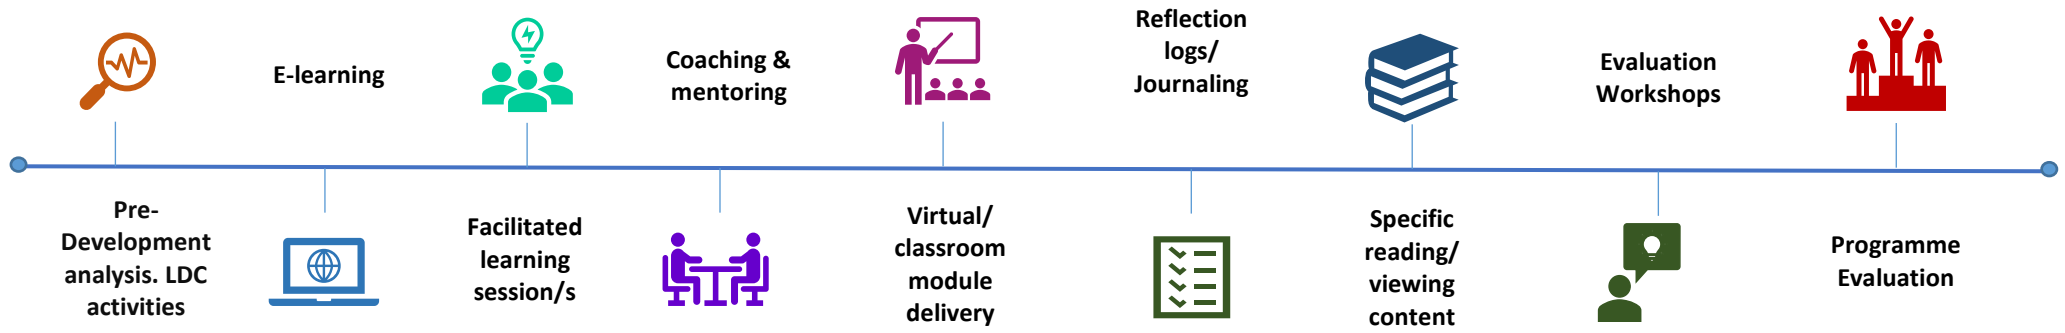 Pre-
Development
analysis. LDC
activities
E-learning
Facilitated
learning
session/s
Coaching &
mentoring
Virtual/
classroom
module
delivery
Reflection
logs/
Journaling
Specific
reading/
viewing
content
Evaluation
Workshops
Programme
Evaluation